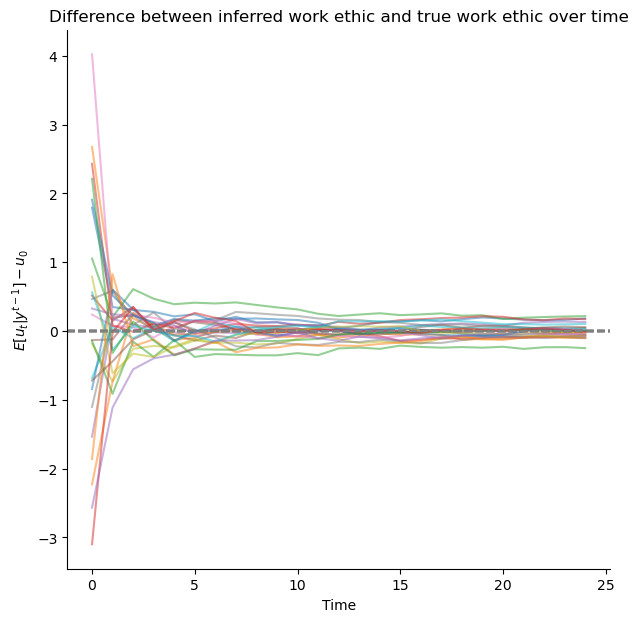 Difference between inferred work ethic and true work ethic over time
4
3
2
1
0
−1
−2
−3
E[u_t|y^{t−1}] − u_0
0 5 10 15 20 25
Time